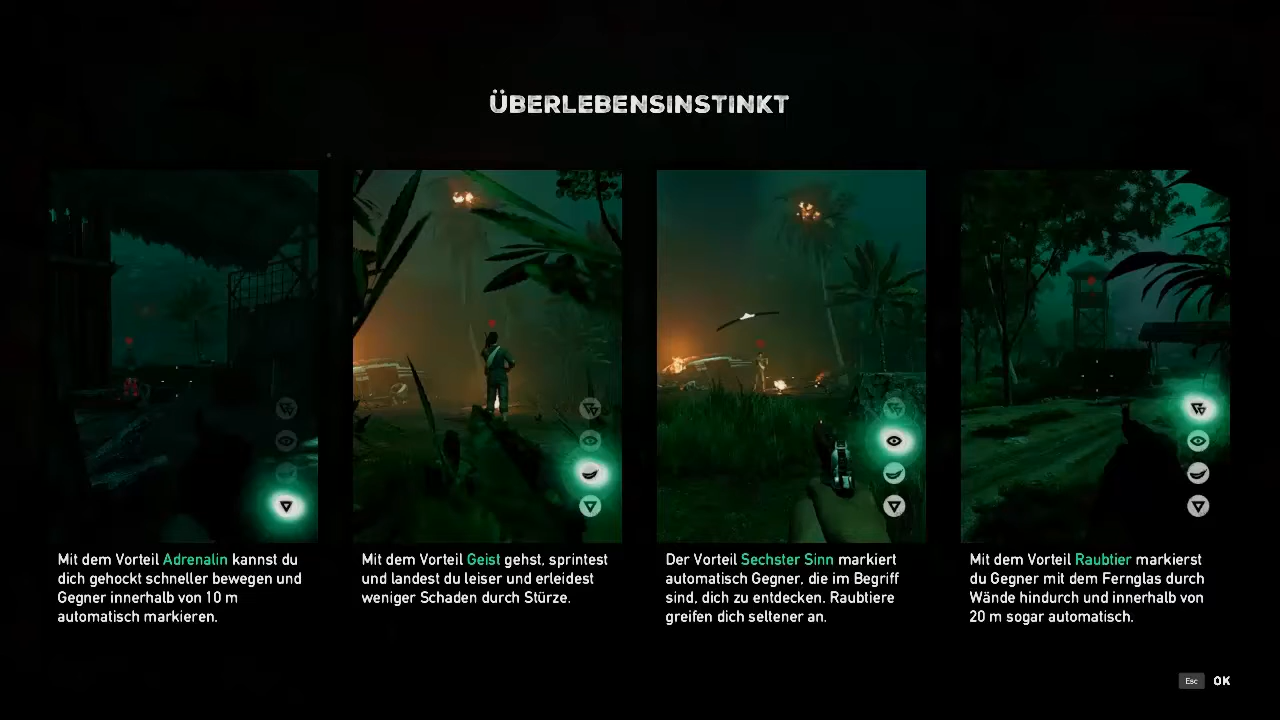 ÜBERLEBENSINSTINKT
Mit dem Vorteil Adrenalin kannst du
dich gehockt schneller bewegen und
Gegner innerhalb von 10 m
automatisch markieren.
Mit dem Vorteil Geist gehst, sprintest
und landest du leiser und erleidest
weniger Schaden durch Stürze.
Der Vorteil Sechster Sinn markiert
automatisch Gegner, die im Begriff
sind, dich zu entdecken. Raubtiere
greifen dich seltener an.
Mit dem Vorteil Raubtier markierst
du Gegner mit dem Fernglas durch
Wände hindurch und innerhalb von
20 m sogar automatisch.
Esc OK